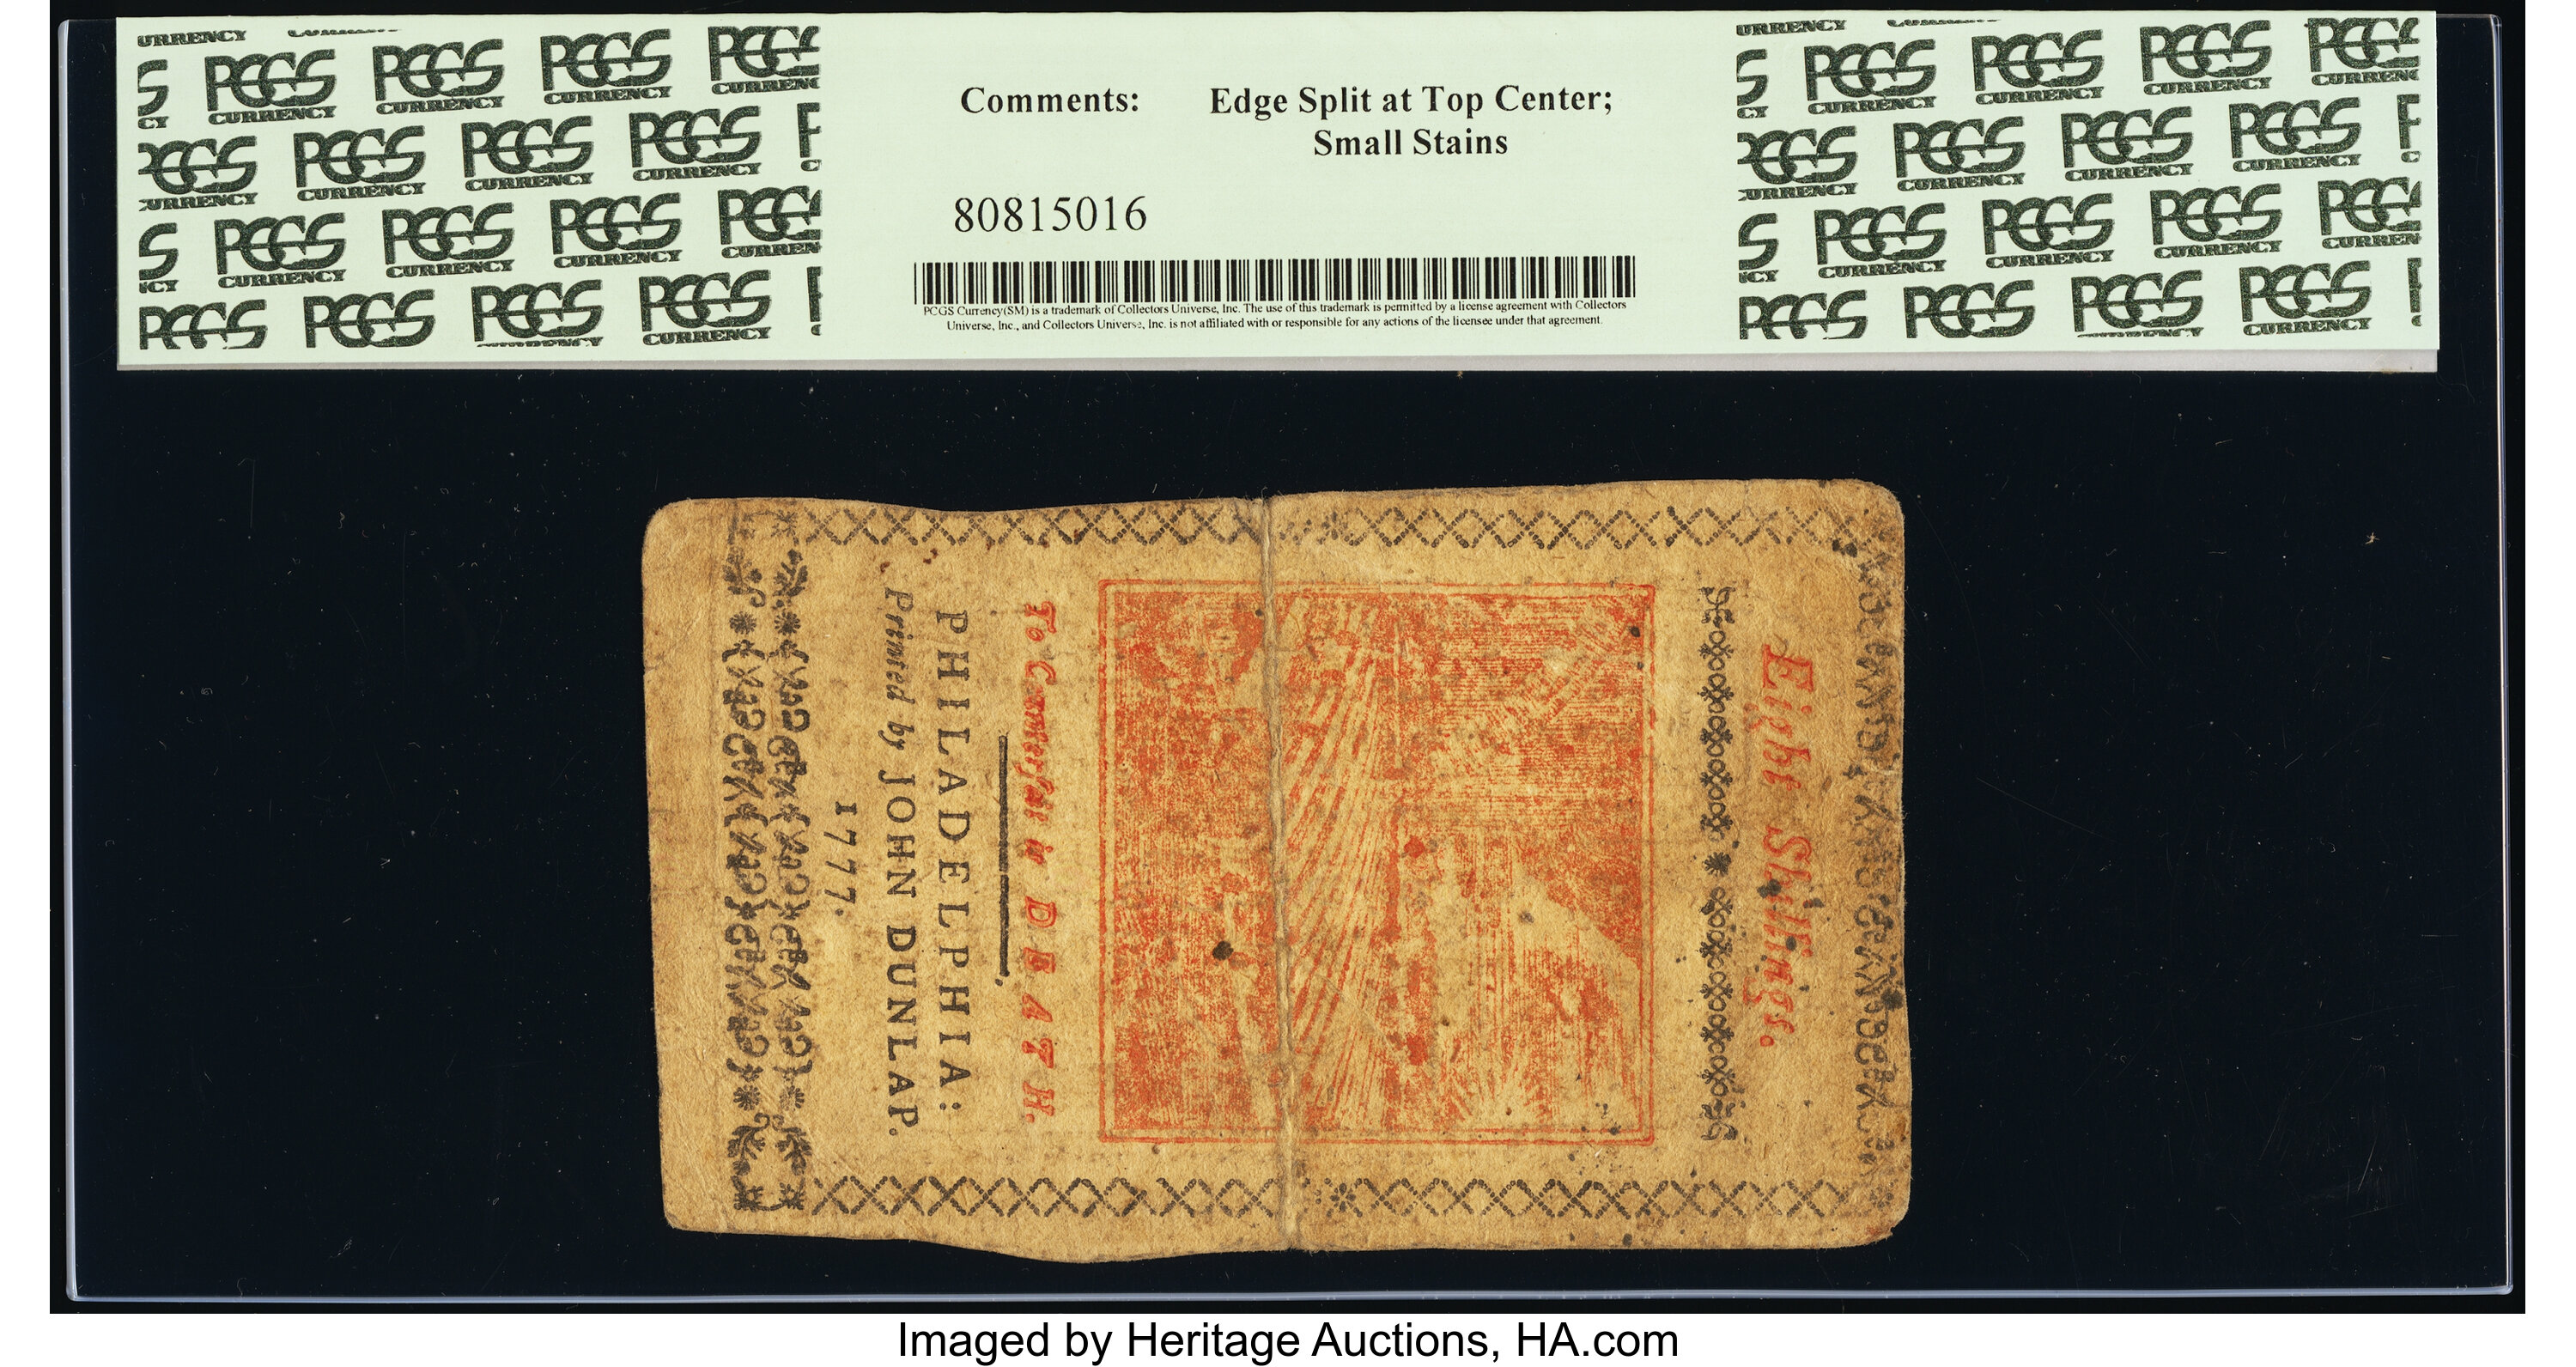 Comments: Edge Split at Top Center;
Small Stains
80815016
PCGS Currency(SM) is a trademark of Collectors Universe, Inc. The use of this trademark is permitted by a license agreement with Collectors
Universe, Inc., and Collectors Universe, Inc. is not affiliated with or responsible for any actions of the licensee under that agreement.
PCGS CURRENCY
Eight Shillings.
To Counterfeit is DEATH.
PHILADELPHIA:
Printed by JOHN DUNLAP.
1777.
Imaged by Heritage Auctions, HA.com